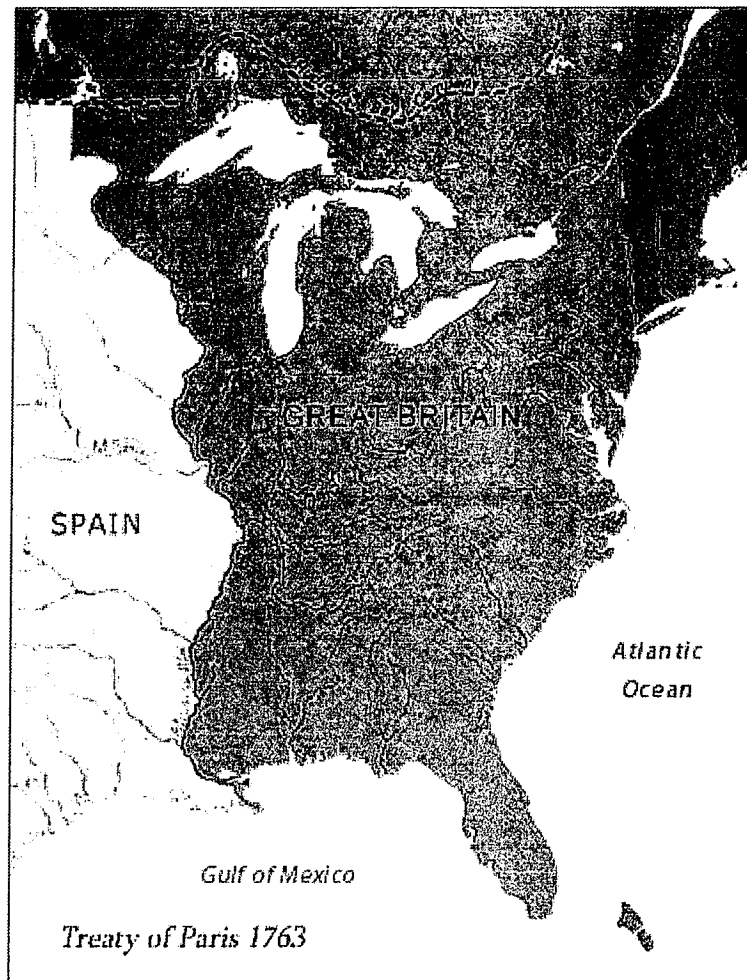 GREAT BRITAIN
SPAIN
Atlantic
Ocean
Gulf of Mexico
Treaty of Paris 1763